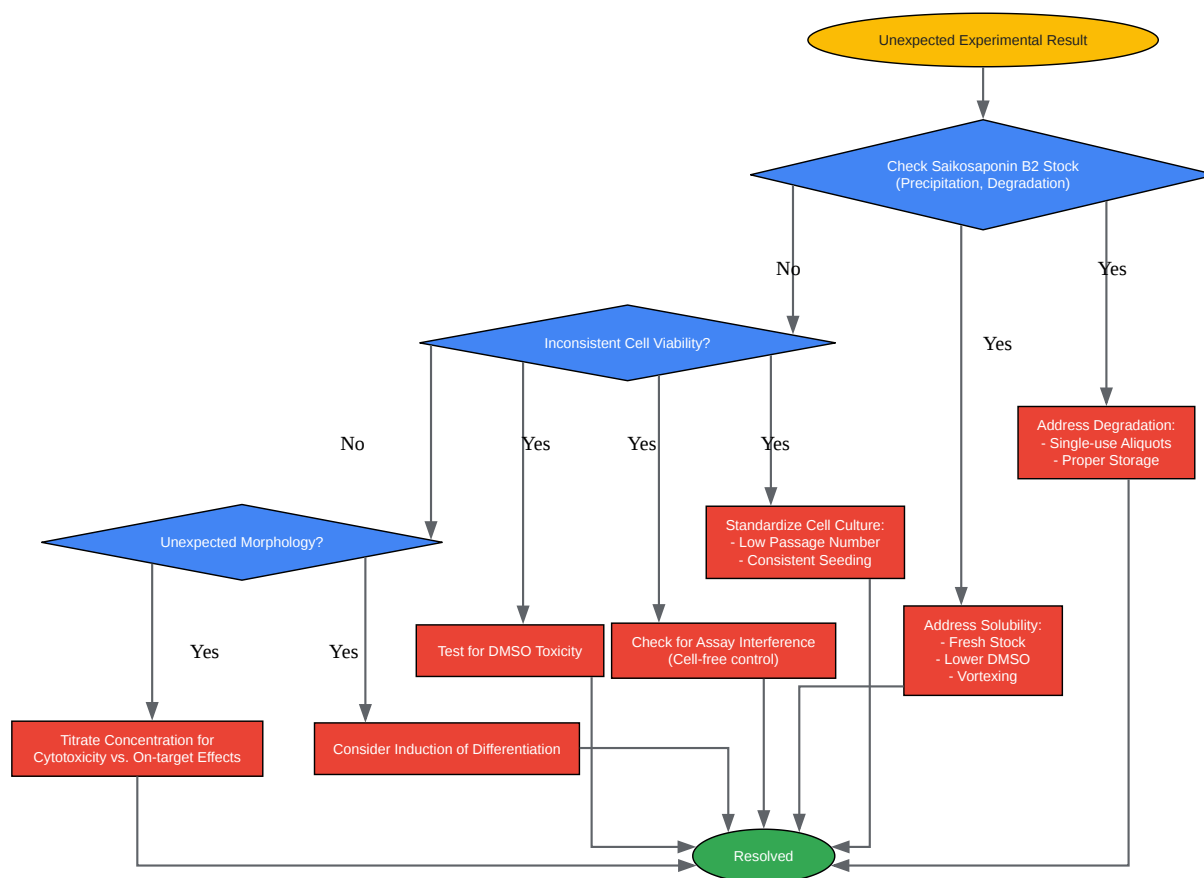 Unexpected Experimental Result
Check Saikosaponin B2 Stock
(Precipitation, Degradation)
No
Yes
Yes
Inconsistent Cell Viability?
Address Degradation:
- Single-use Aliquots
- Proper Storage
No
Yes
Yes
Yes
Standardize Cell Culture:
- Low Passage Number
- Consistent Seeding
Unexpected Morphology?
Address Solubility:
- Fresh Stock
- Lower DMSO
- Vortexing
Test for DMSO Toxicity
Check for Assay Interference
(Cell-free control)
Yes
Yes
Titrate Concentration for
Cytotoxicity vs. On-target Effects
Consider Induction of Differentiation
Resolved